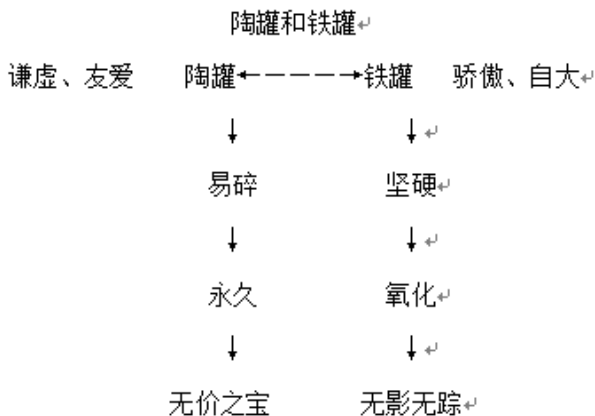 陶罐和铁罐
谦虚、友爱 陶罐 铁罐 骄傲、自大
易碎 坚硬
永久 氧化
无价之宝 无影无踪